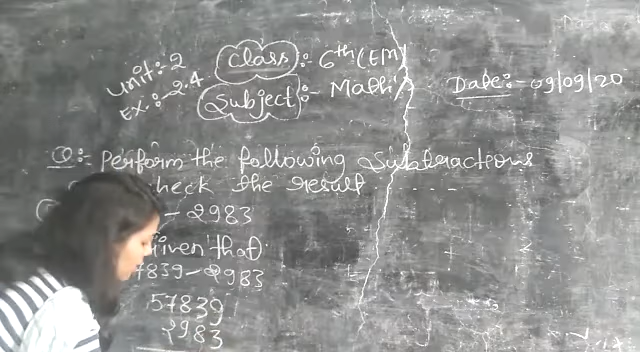 Unit: 2
Ex.: - 2.4
Class :- 6th (EM)
Subject :- Maths
Date:- 09/09/20
Q:- Perform the following Subtractions
check the result ......
- 2983
Given that
7839 - 2983
57839
2983